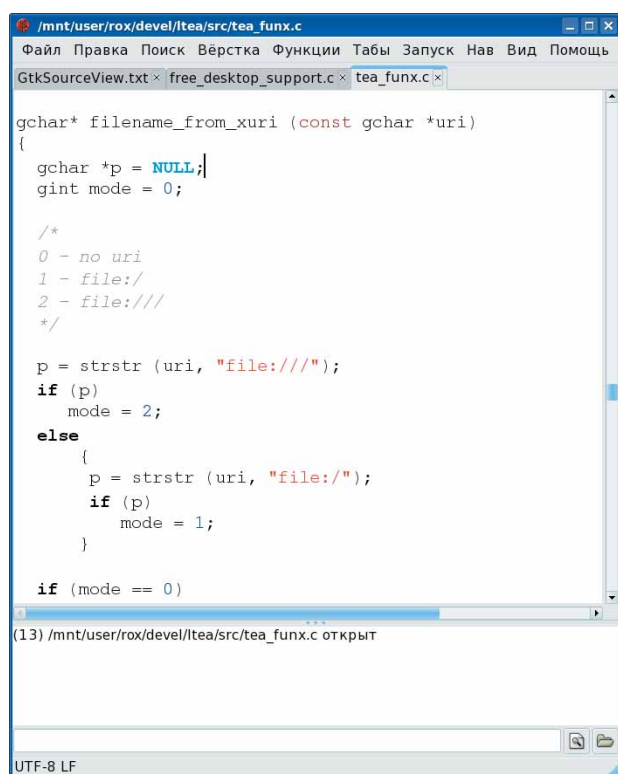 /mnt/user/rox/devel/ltea/src/tea_funx.c
Файл Правка Поиск Вёрстка Функции Табы Запуск Нав Вид Помощь
GtkSourceView.txt × free_desktop_support.c × tea_funx.c ×
gchar* filename_from_xuri (const gchar *uri)
{
gchar *p = NULL;
gint mode = 0;
/*
0 - no uri
1 - file:/
2 - file:///
*/
p = strstr (uri, "file:///");
if (p)
mode = 2;
else
{
p = strstr (uri, "file:/");
if (p)
mode = 1;
}
if (mode == 0)
(13) /mnt/user/rox/devel/ltea/src/tea_funx.c открыт
UTF-8 LF